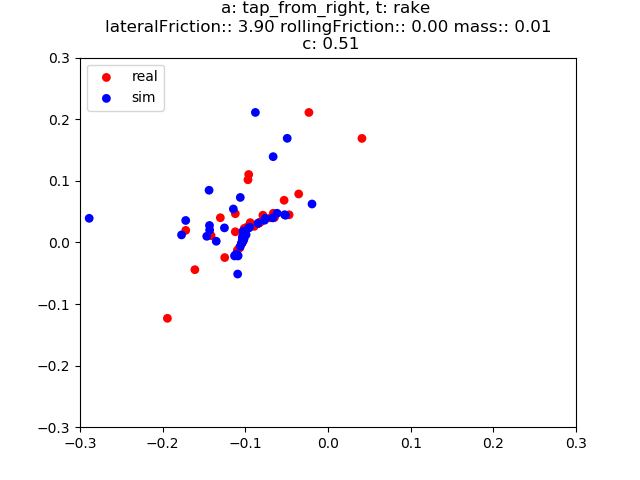 a: tap_from_right, t: rake
lateralFriction:: 3.90 rollingFriction:: 0.00 mass:: 0.01
c: 0.51
real
sim
0.3
0.2
0.1
0.0
−0.1
−0.2
−0.3
−0.3 −0.2 −0.1 0.0 0.1 0.2 0.3